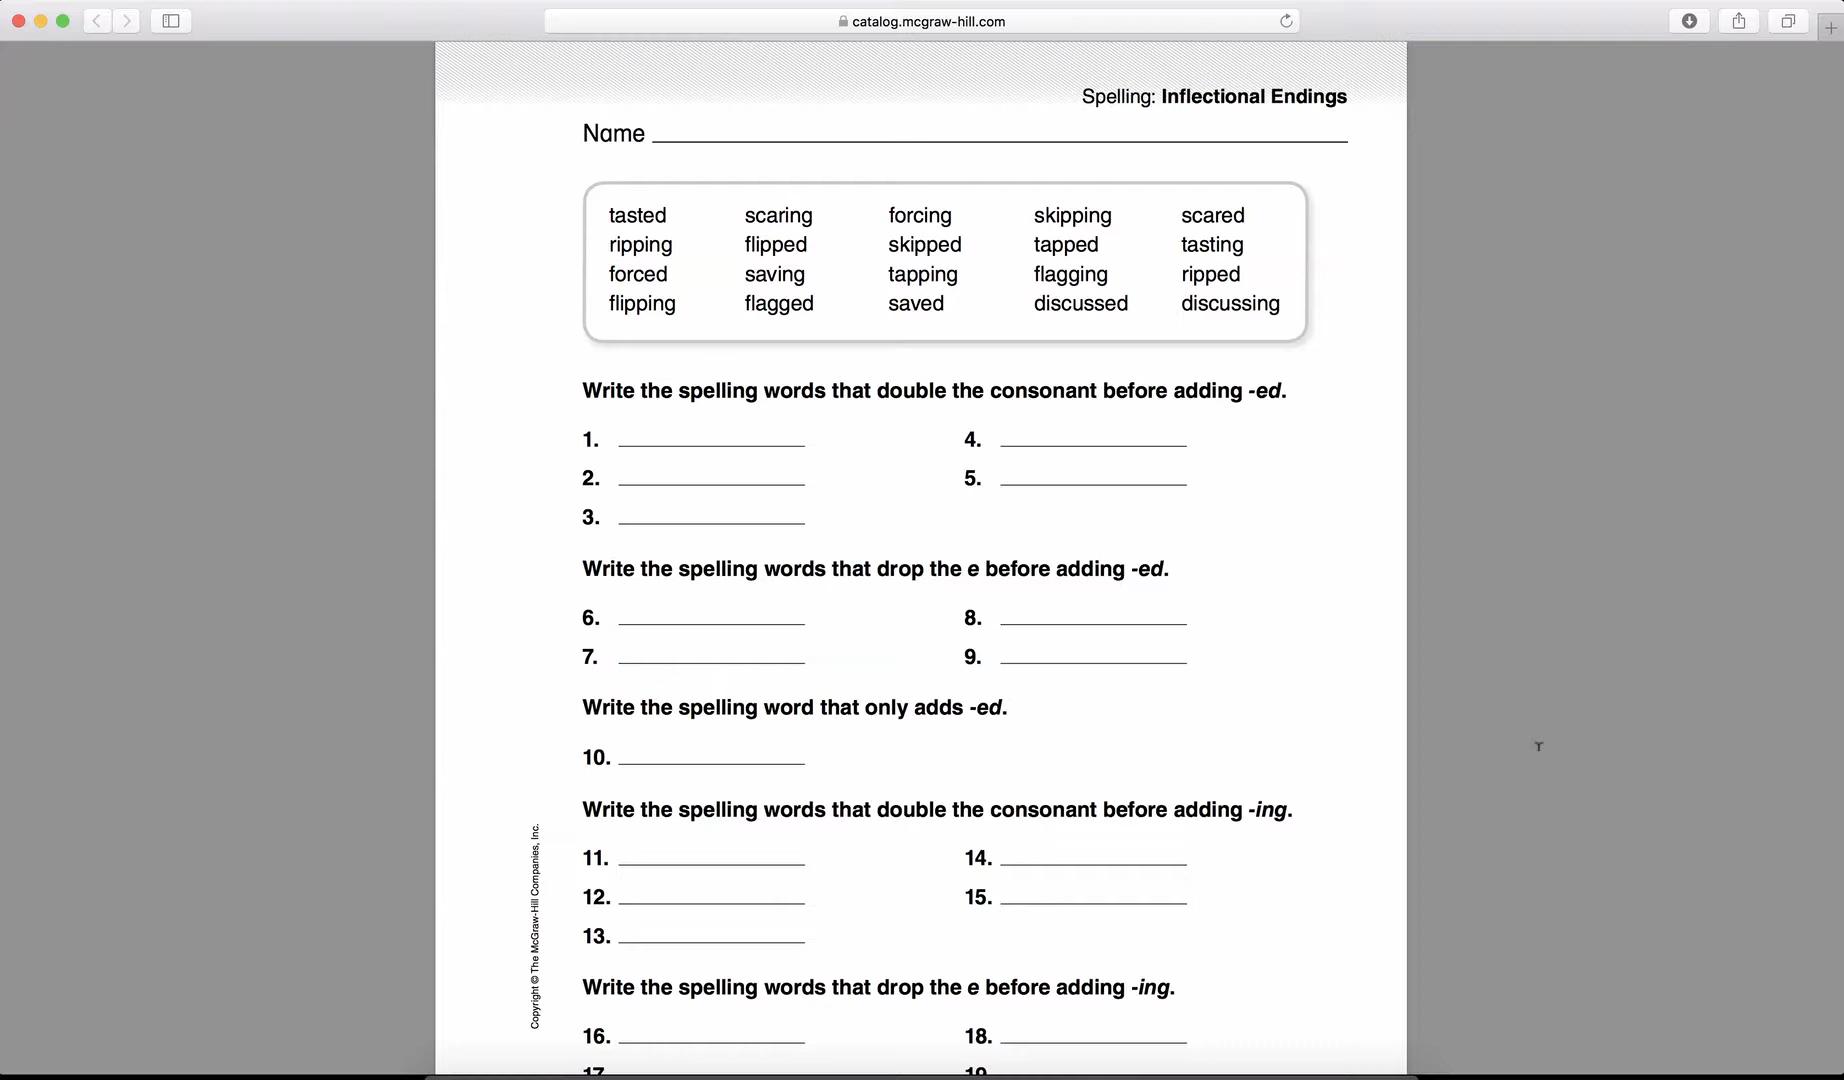 catalog.mcgraw-hill.com
Spelling: Inflectional Endings
Name
tasted scaring forcing skipping scared
ripping flipped skipped tapped tasting
forced saving tapping flagging ripped
flipping flagged saved discussed discussing
Write the spelling words that double the consonant before adding -ed.
1. 4.
2. 5.
3.
Write the spelling words that drop the e before adding -ed.
6. 8.
7. 9.
Write the spelling word that only adds -ed.
10.
Write the spelling words that double the consonant before adding -ing.
11. 14.
12. 15.
13.
Write the spelling words that drop the e before adding -ing.
16. 18.
17. 19.
Copyright © The McGraw-Hill Companies, Inc.